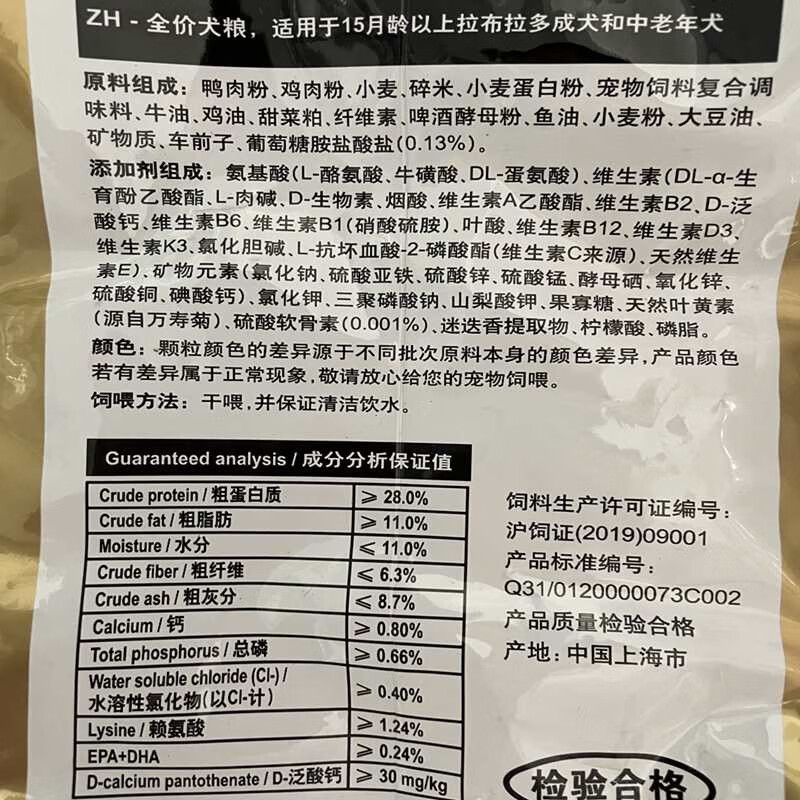 ZH - 全价犬粮，适用于15月龄以上拉布拉多成犬和中老年犬
原料组成：鸭肉粉、鸡肉粉、小麦、碎米、小麦蛋白粉、宠物饲料复合调
味料、牛油、鸡油、甜菜粕、纤维素、啤酒酵母粉、鱼油、小麦粉、大豆油、
矿物质、车前子、葡萄糖胺盐酸盐(0.13%)。
添加剂组成：氨基酸(L-酪氨酸、牛磺酸、DL-蛋氨酸)、维生素(DL-α-生
育酚乙酸酯、L-肉碱、D-生物素、烟酸、维生素A乙酸酯、维生素B2、D-泛
酸钙、维生素B6、维生素B1(硝酸硫胺)、叶酸、维生素B12、维生素D3、
维生素K3、氯化胆碱、L-抗坏血酸-2-磷酸酯(维生素C来源)、天然维生
素E)、矿物元素(氯化钠、硫酸亚铁、硫酸锌、硫酸锰、酵母硒、氧化锌、
硫酸铜、碘酸钙)、氯化钾、三聚磷酸钠、山梨酸钾、果寡糖、天然叶黄素
(源自万寿菊)、硫酸软骨素(0.001%)、迷迭香提取物、柠檬酸、磷脂。
颜色：颗粒颜色的差异源于不同批次原料本身的颜色差异,产品颜色
若有差异属于正常现象,敬请放心给您的宠物饲喂。
饲喂方法：干喂,并保证清洁饮水。
Guaranteed analysis / 成分分析保证值
Crude protein / 粗蛋白质 ⩾ 28.0%
Crude fat / 粗脂肪 ⩾ 11.0%
Moisture / 水分 ⩽ 11.0%
Crude fiber / 粗纤维 ⩽ 6.3%
Crude ash / 粗灰分 ⩽ 8.7%
Calcium / 钙 ⩾ 0.80%
Total phosphorus / 总磷 ⩾ 0.66%
Water soluble chloride (Cl-) /
水溶性氯化物(以Cl-计) ⩾ 0.40%
Lysine / 赖氨酸 ⩾ 1.24%
EPA+DHA ⩾ 0.24%
D-calcium pantothenate / D-泛酸钙 ⩾ 30 mg/kg
饲料生产许可证编号：
沪饲证(2019)09001
产品标准编号：
Q31/0120000073C002
产品质量检验合格
产地：中国上海市
检验合格